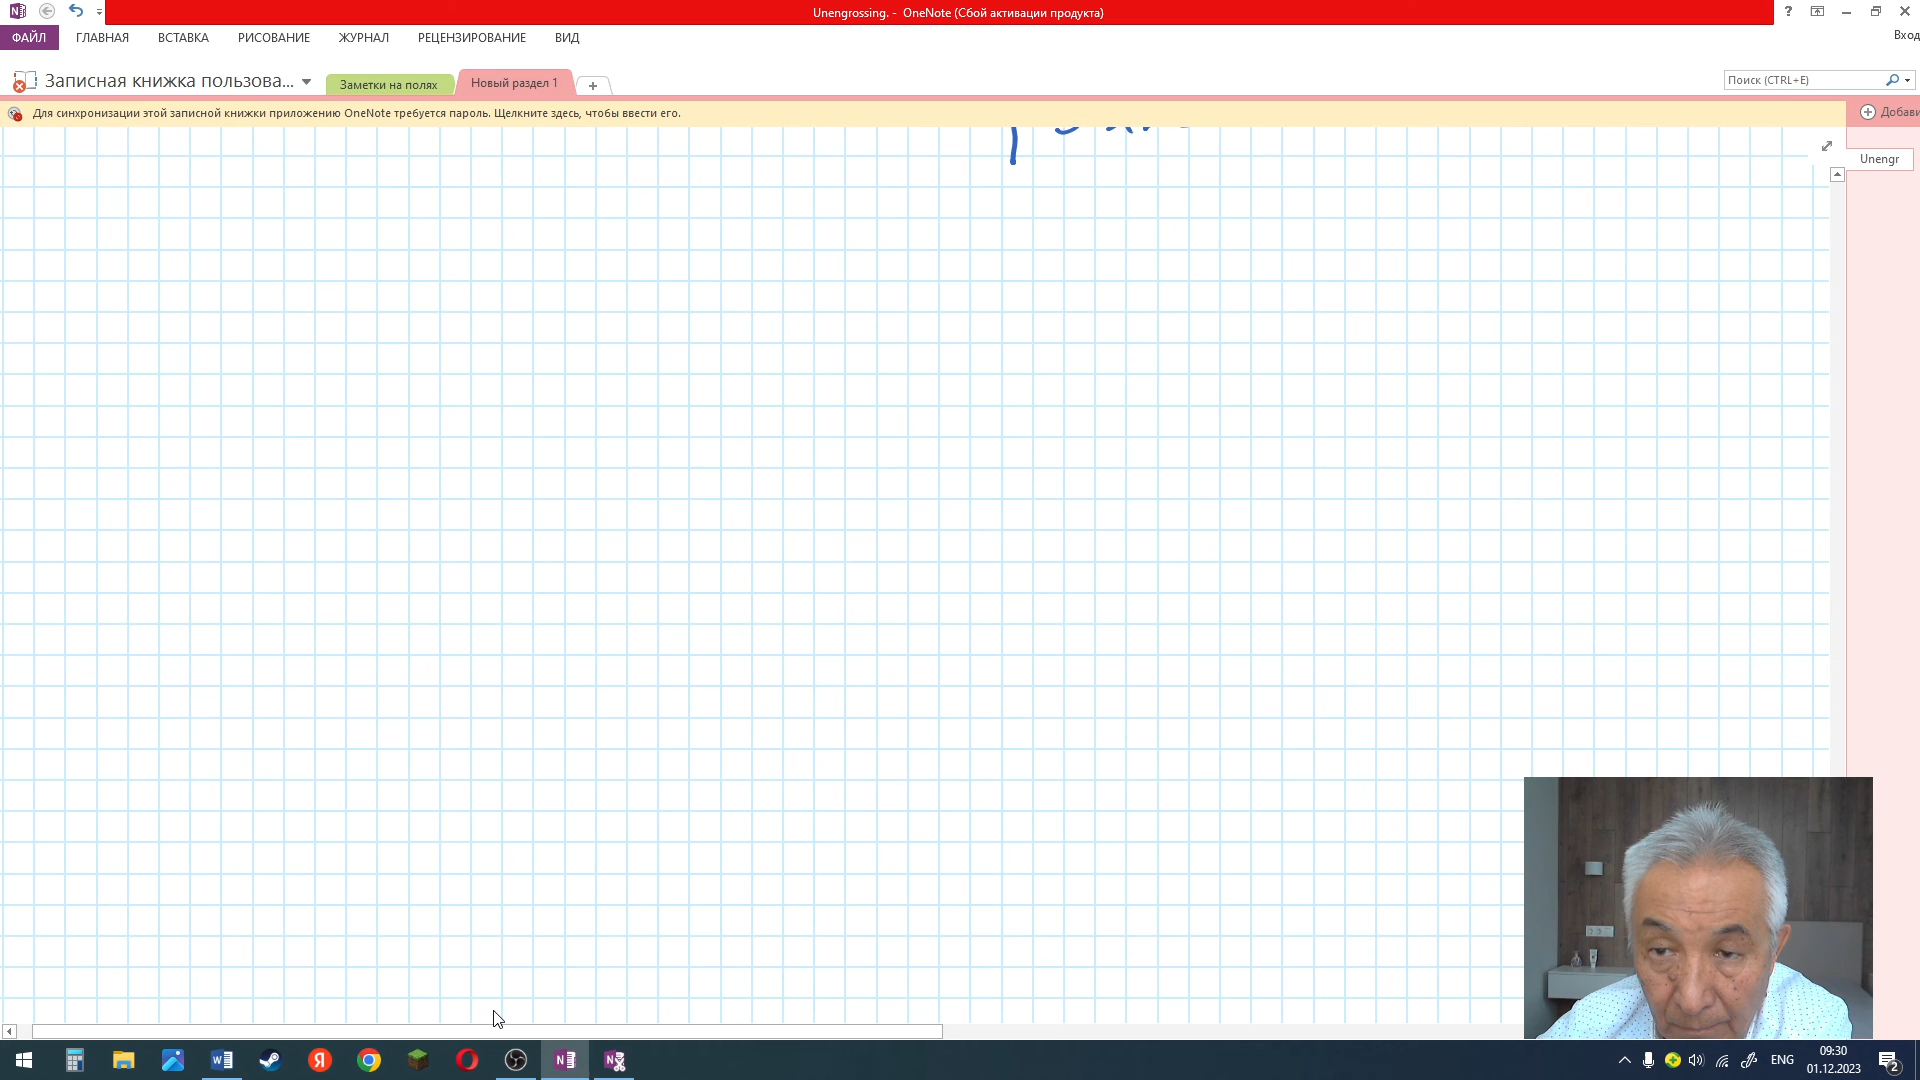 Unengrossing. - OneNote (Сбой активации продукта)
ФАЙЛ ГЛАВНАЯ ВСТАВКА РИСОВАНИЕ ЖУРНАЛ РЕЦЕНЗИРОВАНИЕ ВИД
Вход
Записная книжка пользова...
Заметки на полях
Новый раздел 1
Поиск (CTRL+E)
Для синхронизации этой записной книжки приложению OneNote требуется пароль. Щелкните здесь, чтобы ввести его.
Добави
Unengr
ENG
09:30
01.12.2023
2